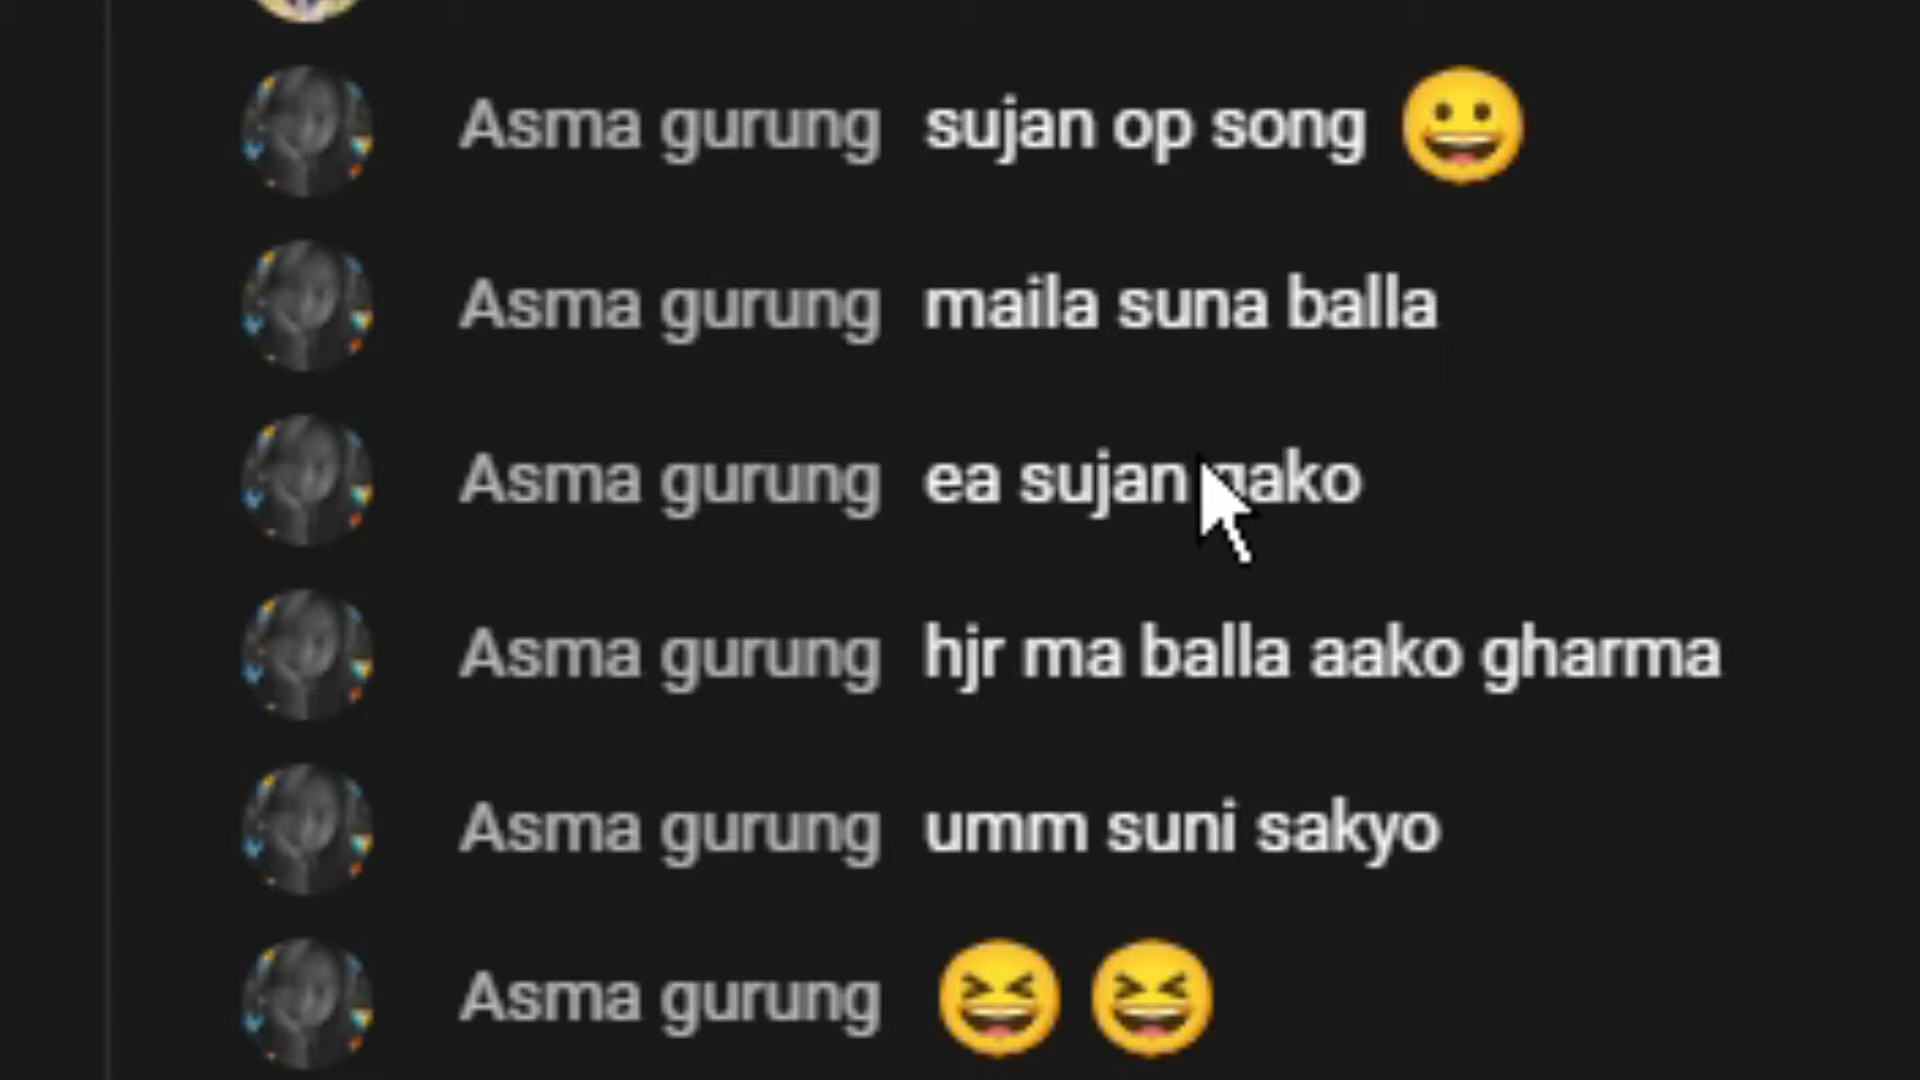 Asma gurung sujan op song 😀
Asma gurung maila suna balla
Asma gurung ea sujan gako
Asma gurung hjr ma balla aako gharma
Asma gurung umm suni sakyo
Asma gurung 😆😆